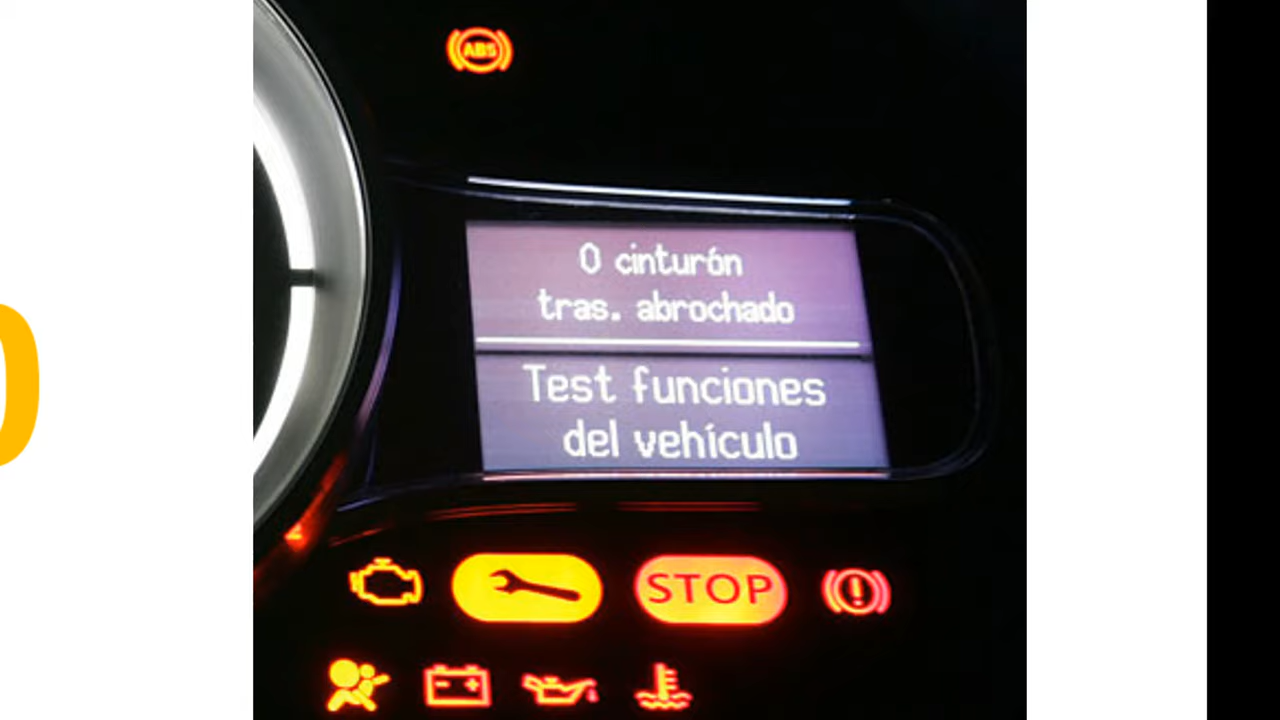 ABS
0 cinturón
tras. abrochado
Test funciones
del vehículo
STOP